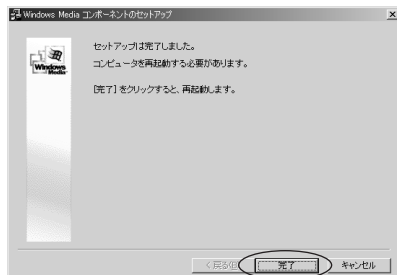 Windows Media コンポーネントのセットアップ
Windows
Media
セットアップは完了しました。
コンピュータを再起動する必要があります。
[完了] をクリックすると、再起動します。
< 戻る(B)
完了
キャンセル